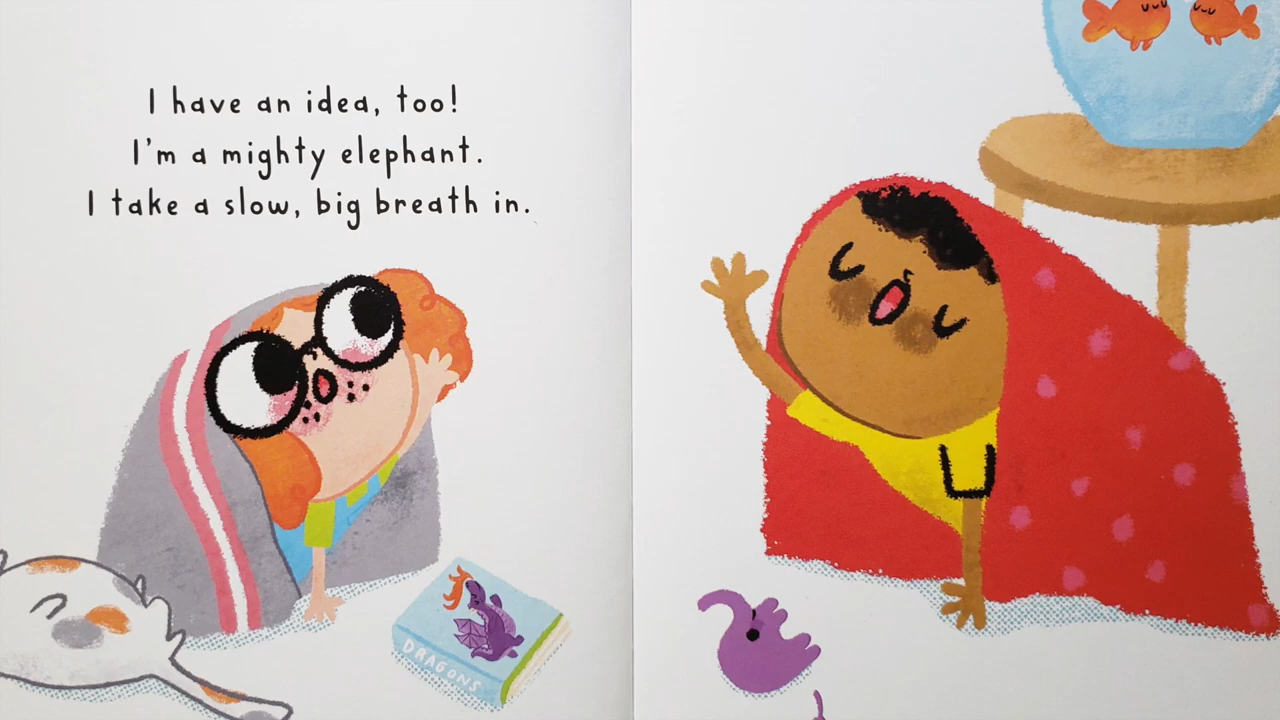 I have an idea, too!
I'm a mighty elephant.
I take a slow, big breath in.
DRAGONS